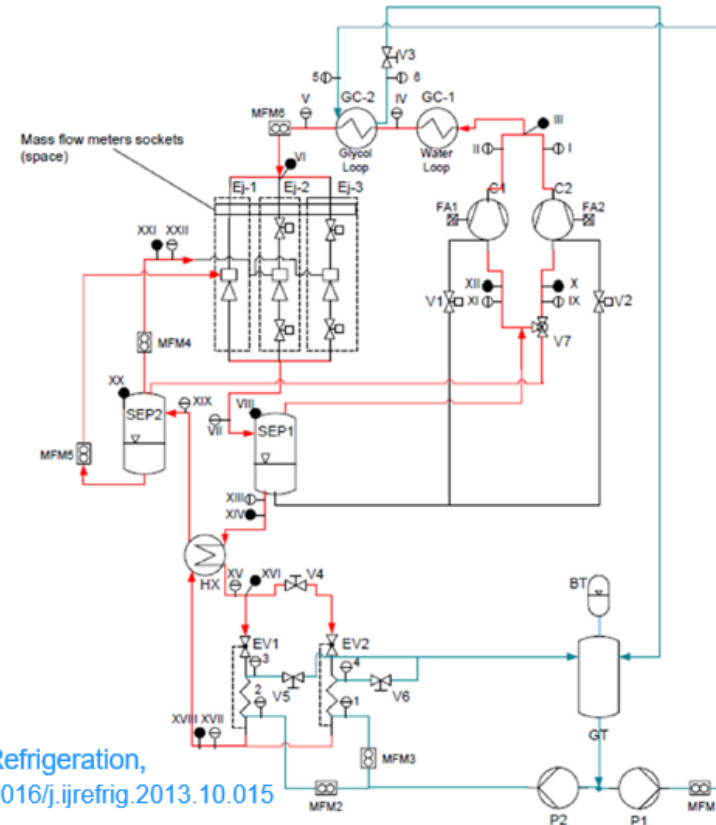 V3
5
6
GC-2
GC-1
V
IV
III
MFM6
Glycol
Loop
Water
Loop
II
I
Mass flow meters sockets
(space)
VI
Ej-1
Ej-2
Ej-3
C1
C2
FA1
FA2
XXI
XXII
XII
X
XI
IX
V1
V2
V7
MFM4
XX
XIX
SEP2
VIII
SEP1
VII
MFM5
XIII
XIV
HX
XV
XVI
V4
BT
EV1
EV2
3
4
V5
V6
2
1
XVIII
XVII
GT
MFM3
MFM2
MFM
P2
P1
Refrigeration,
016/j.ijrefrig.2013.10.015